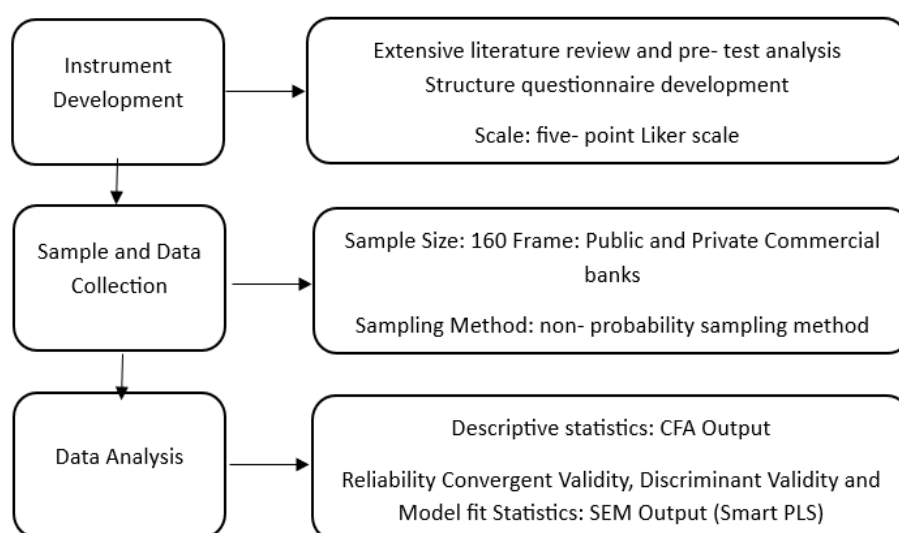 Instrument
Development
Extensive literature review and pre- test analysis
Structure questionnaire development
Scale: five- point Liker scale
Sample and Data
Collection
Sample Size: 160 Frame: Public and Private Commercial
banks
Sampling Method: non- probability sampling method
Data Analysis
Descriptive statistics: CFA Output
Reliability Convergent Validity, Discriminant Validity and
Model fit Statistics: SEM Output (Smart PLS)